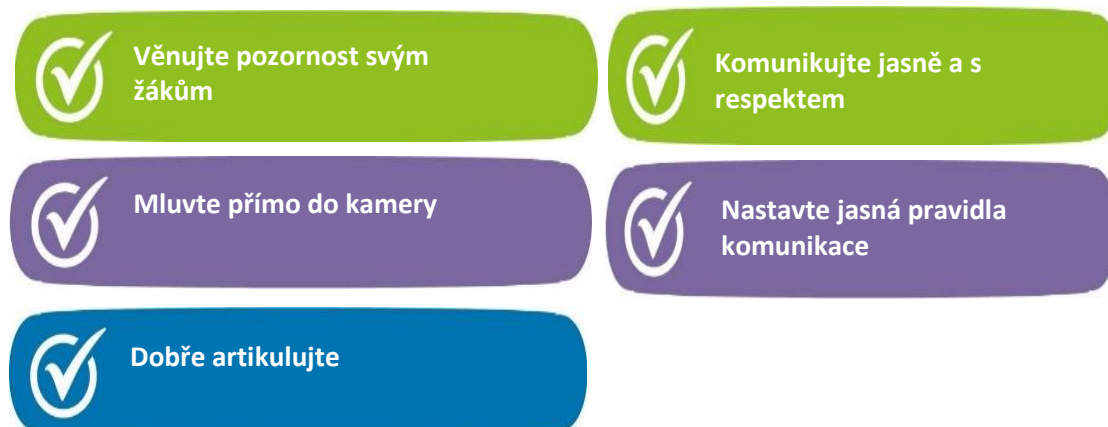 Věnujte pozornost svým
žákům
Komunikujte jasně a s
respektem
Mluvte přímo do kamery
Nastavte jasná pravidla
komunikace
Dobře artikulujte